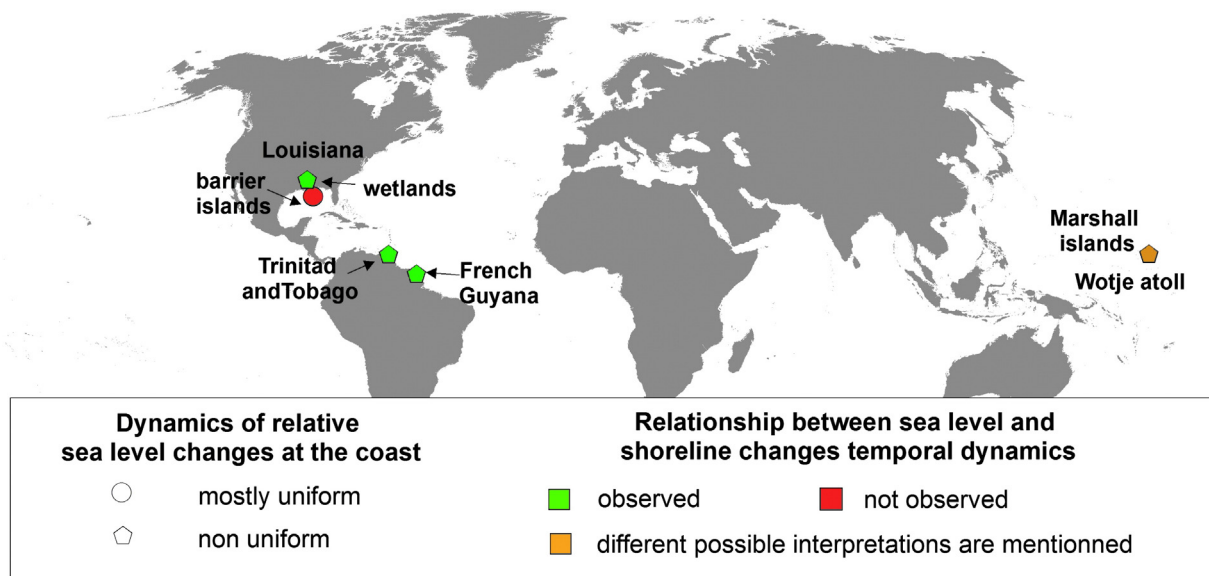 Louisiana
barrier
islands
wetlands
Trinitad
andTobago
French
Guyana
Marshall
islands
Wotje atoll
Dynamics of relative
sea level changes at the coast
mostly uniform
non uniform
Relationship between sea level and
shoreline changes temporal dynamics
observed
not observed
different possible interpretations are mentionned